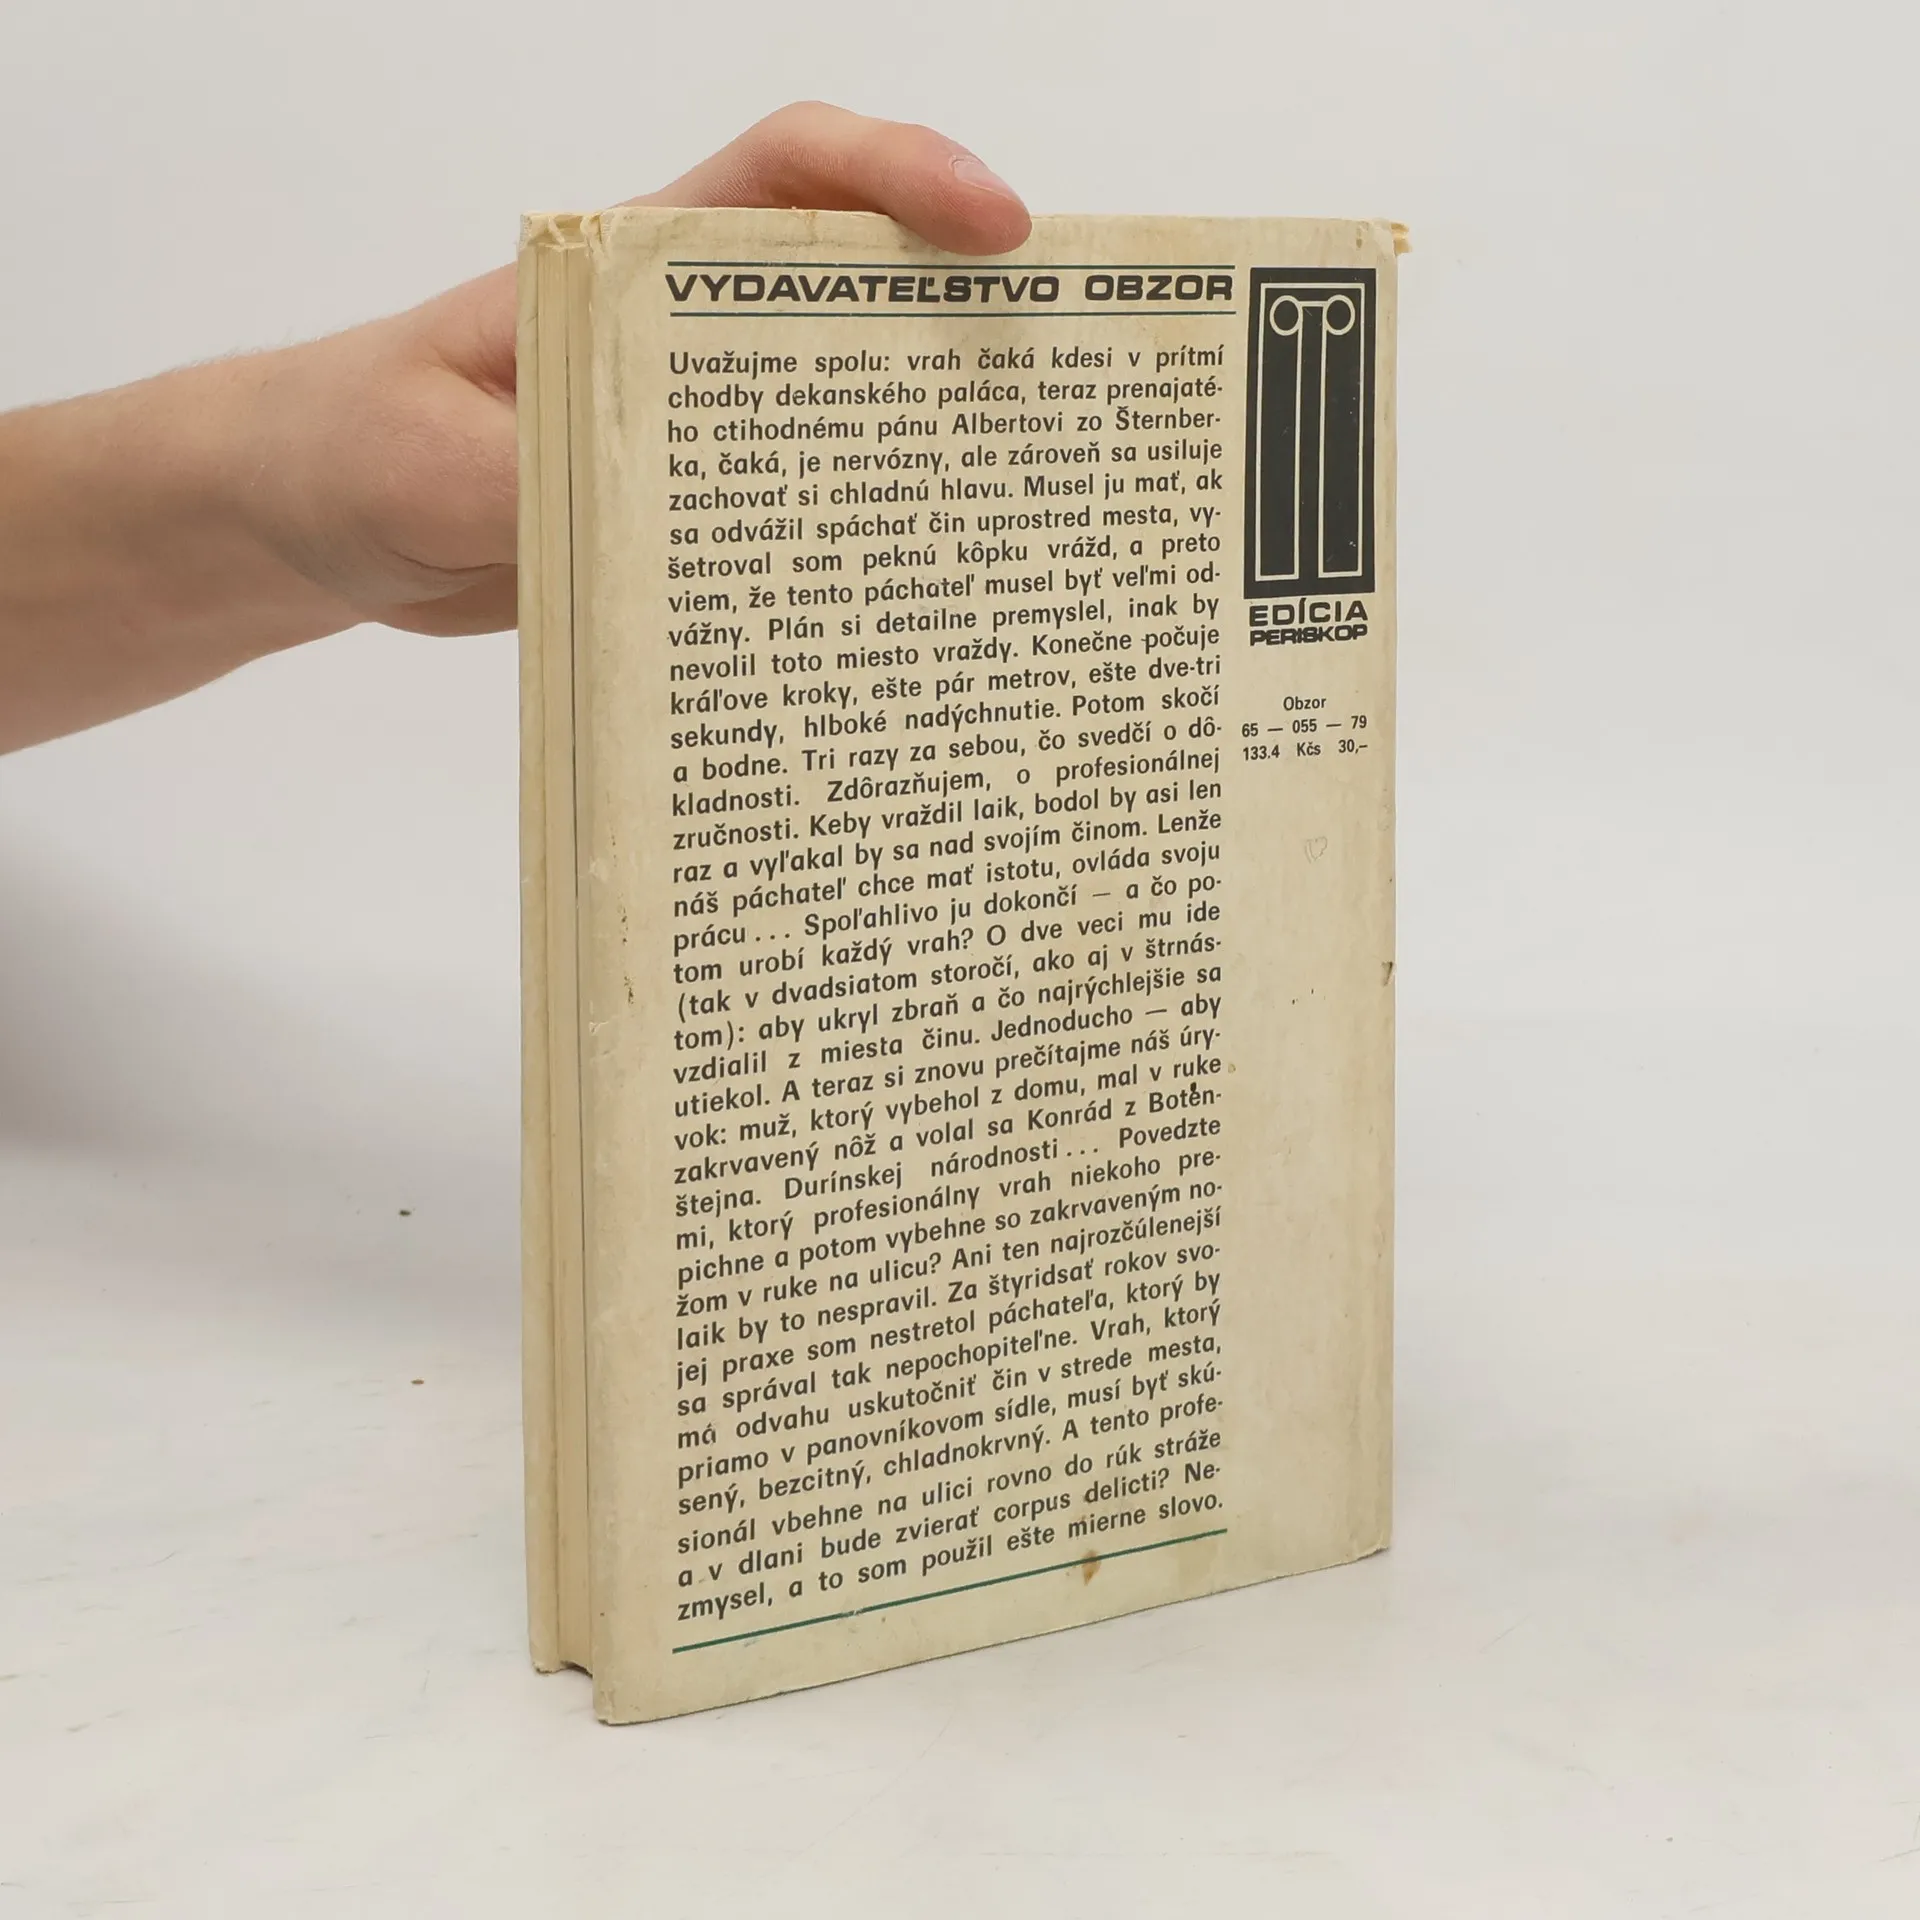 VYDAVATEĽSTVO OBZOR
Uvažujme spolu: vrah čaká kdesi v prítmí
chodby dekanského paláca, teraz prenajaté-
ho ctihodnému pánu Albertovi zo Šternber-
ka, čaká, je nervózny, ale zároveň sa usiluje
zachovať si chladnú hlavu. Musel ju mať, ak
sa odvážil spáchať čin uprostred mesta, vy-
šetroval som peknú kôpku vrážd, a preto
viem, že tento páchateľ musel byť veľmi od-
vážny. Plán si detailne premyslel, inak by
nevolil toto miesto vraždy. Konečne počuje
kráľove kroky, ešte pár metrov, ešte dve-tri
sekundy, hlboké nadýchnutie. Potom skočí
a bodne. Tri razy za sebou, čo svedčí o dô-
kladnosti. Zdôrazňujem, o profesionálnej
zručnosti. Keby vraždil laik, bodol by asi len
raz a vyľakal by sa nad svojím činom. Lenže
náš páchateľ chce mať istotu, ovláda svoju
prácu... Spoľahlivo ju dokončí — a čo po-
tom urobí každý vrah? O dve veci mu ide
(tak v dvadsiatom storočí, ako aj v štrnás-
tom): aby ukryl zbraň a čo najrýchlejšie sa
vzdialil z miesta činu. Jednoducho — aby
utiekol. A teraz si znovu prečítajme náš úry-
vok: muž, ktorý vybehol z domu, mal v ruke
zakrvavený nôž a volal sa Konrád z Boten-
štejna. Durínskej národnosti... Povedzte
mi, ktorý profesionálny vrah niekoho pre-
pichne a potom vybehne so zakrvaveným no-
žom v ruke na ulicu? Ani ten najrozčúlenejší
laik by to nespravil. Za štyridsať rokov svo-
jej praxe som nestretol páchateľa, ktorý by
sa správal tak nepochopiteľne. Vrah, ktorý
má odvahu uskutočniť čin v strede mesta,
priamo v panovníkovom sídle, musí byť skú-
sený, bezcitný, chladnokrvný. A tento profe-
sionál vbehne na ulici rovno do rúk stráže
a v dlani bude zvierať corpus delicti? Ne-
zmysel, a to som použil ešte mierne slovo.
EDÍCIA
PERISKOP
Obzor
65 — 055 — 79
133.4 Kčs 30,–